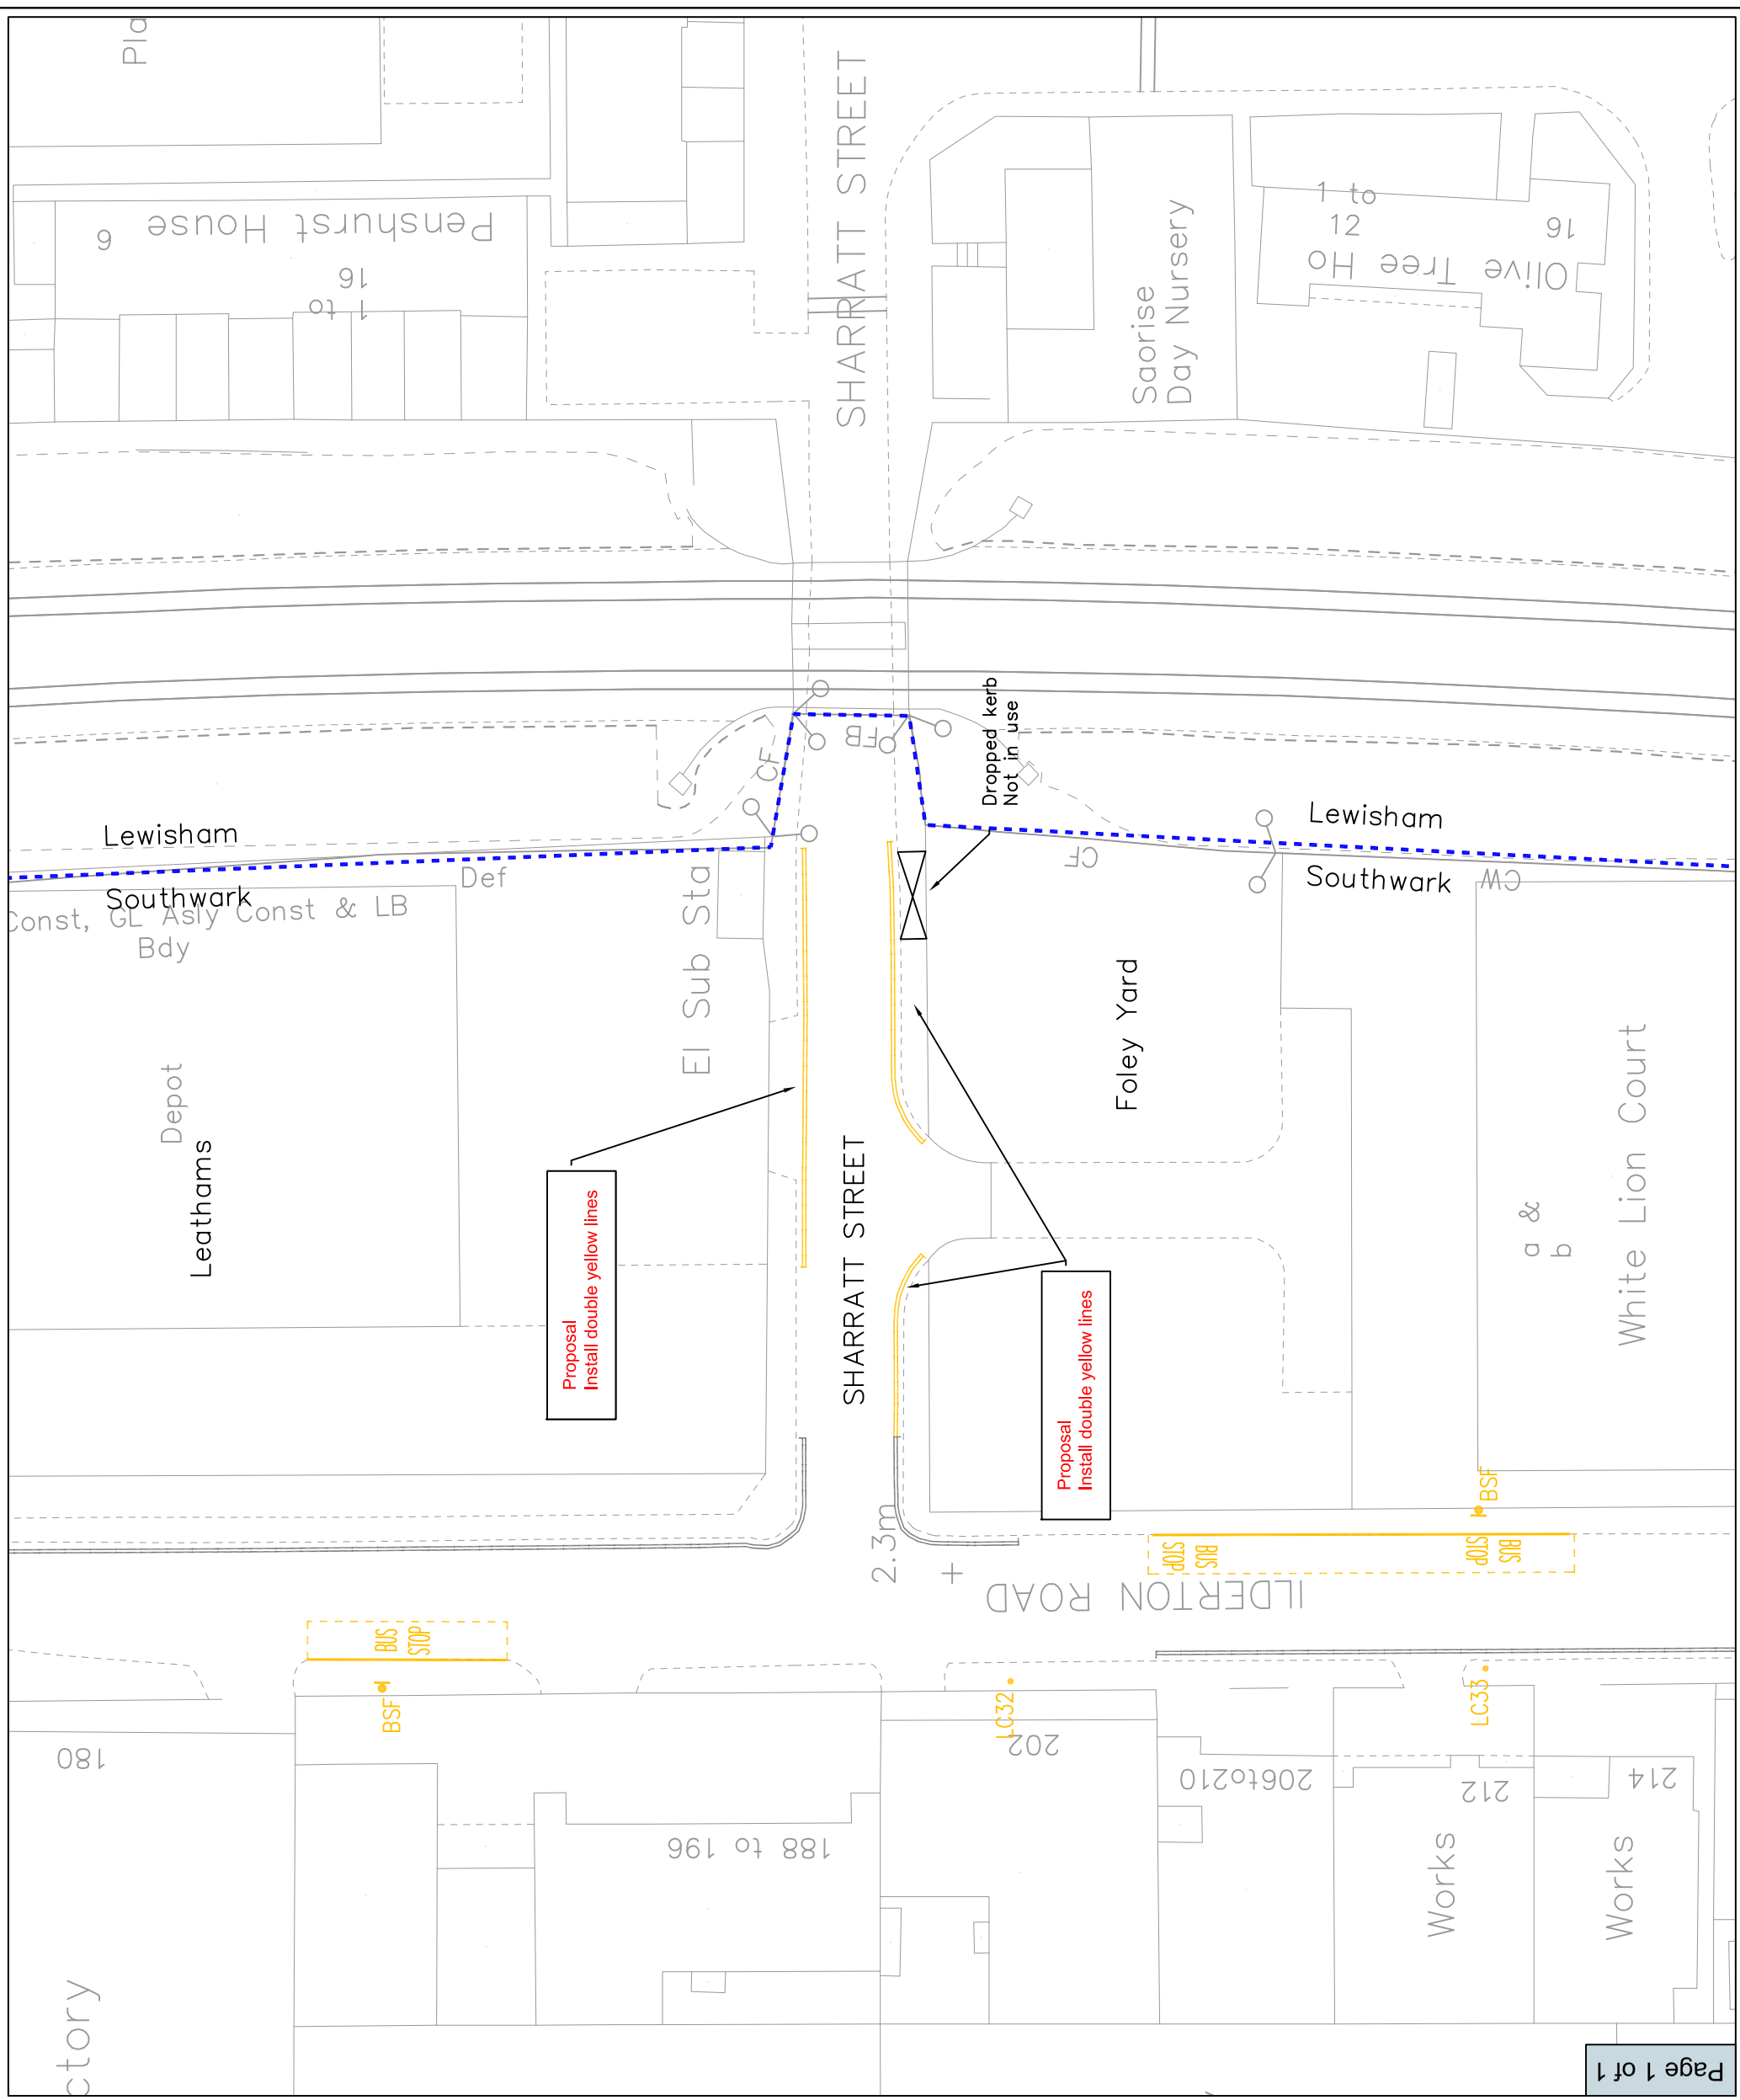 Pla
SHARRATT STREET
Penshurst House
6
1 to
16
Saorise
Day Nursery
1 to
12
Olive Tree Ho
16
Dropped kerb
Not in use
FB
CF
Lewisham
Southwark
Def
Const, GL Asly Const & LB
Bdy
El Sub Sta
CF
Lewisham
Southwark
CW
Depot
Leathams
Foley Yard
White Lion Court
a &
b
Proposal
Install double yellow lines
SHARRATT STREET
Proposal
Install double yellow lines
2.3m
ILDERTON ROAD
BUS
STOP
BUS
STOP
BSF
BUS
STOP
BSF
LC32
LC33
180
202
206to210
212
214
188 to 196
Works
Works
ctory
Page 1 of 1